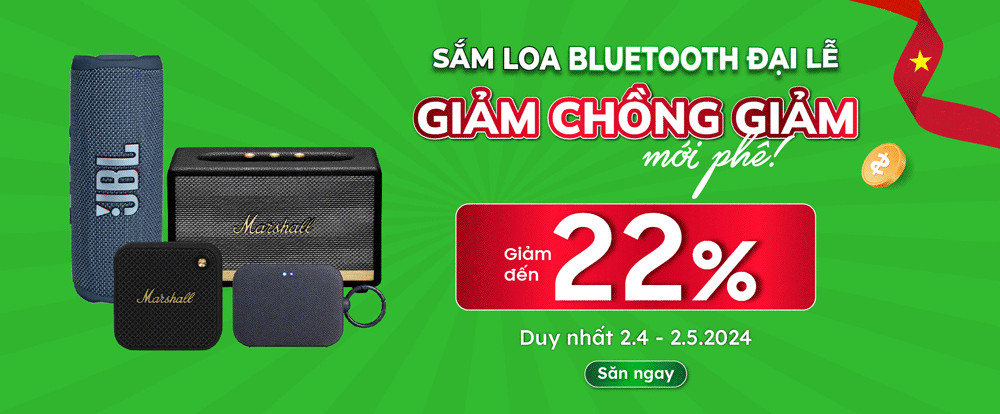 SẮM LOA BLUETOOTH ĐẠI LỄ
GIẢM CHỒNG GIẢM
mới phê!
Giảm
đến
22%
Duy nhất 2.4 - 2.5.2024
Săn ngay
JBL
Marshall
Marshall
$